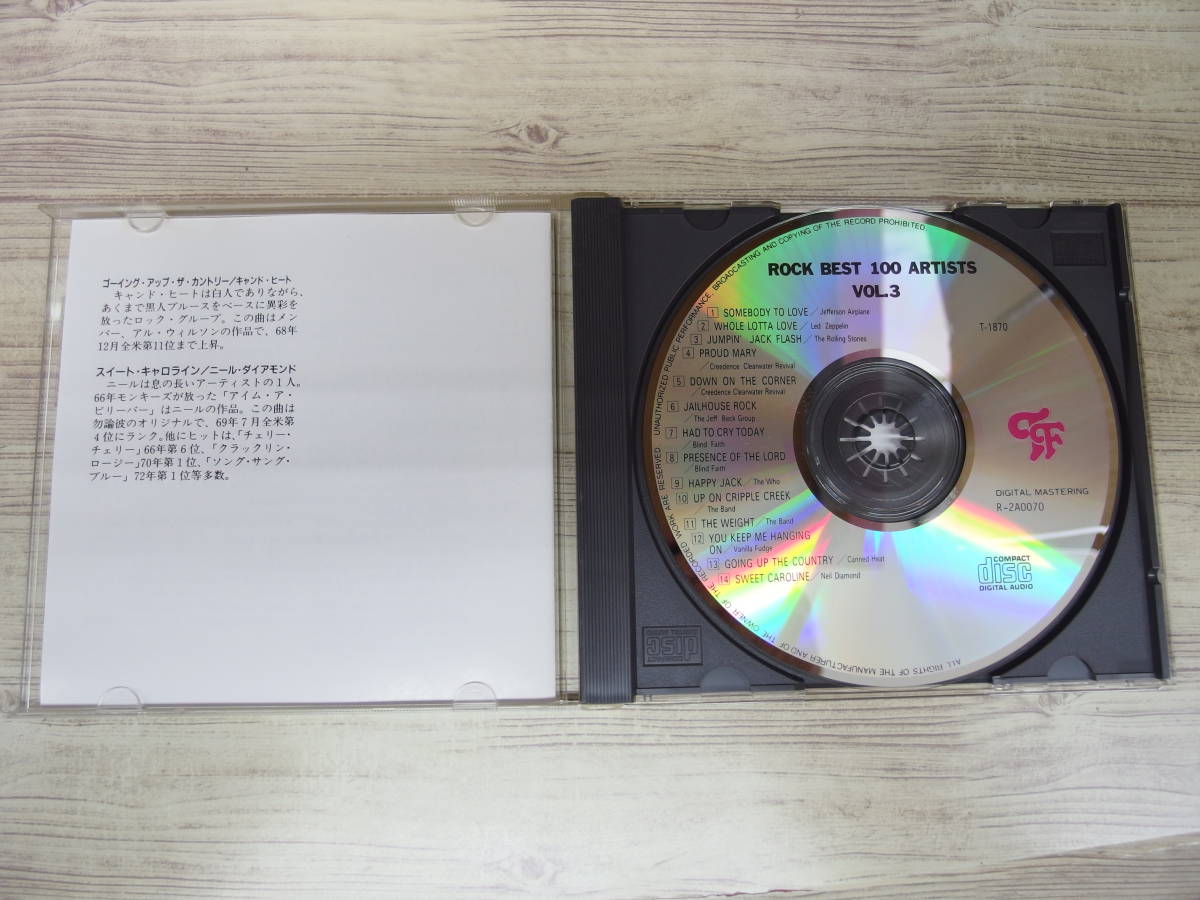 ゴーイング・アップ・ザ・カントリー/キャンド・ヒート
キャンド・ヒートは白人でありながら、
あくまで黒人ブルースをベースに異彩を
放ったロック・グループ。この曲はメン
バー、アル・ウィルソンの作品で、68年
12月全米第11位まで上昇。
スイート・キャロライン/ニール・ダイアモンド
ニールは息の長いアーティストの1人。
66年モンキーズが放った「アイム・ア・
ビリーバー」はニールの作品。この曲は
勿論彼のオリジナルで、69年7月全米第
4位にランク。他にヒットは、「チェリー・
チェリー」66年第6位、「クラックリン・
ロージー」70年第1位、「ソング・サング・
ブルー」72年第1位等多数。
ROCK BEST 100 ARTISTS
VOL.3
1 SOMEBODY TO LOVE / Jefferson Airplane
2 WHOLE LOTTA LOVE / Led Zeppelin
3 JUMPIN' JACK FLASH / The Rolling Stones
4 PROUD MARY
/ Creedence Clearwater Revival
5 DOWN ON THE CORNER
/ Creedence Clearwater Revival
6 JAILHOUSE ROCK
/ The Jeff Beck Group
7 HAD TO CRY TODAY
/ Blind Faith
8 PRESENCE OF THE LORD
/ Blind Faith
9 HAPPY JACK / The Who
10 UP ON CRIPPLE CREEK
/ The Band
11 THE WEIGHT / The Band
12 YOU KEEP ME HANGING
ON / Vanilla Fudge
13 GOING UP THE COUNTRY / Canned Heat
14 SWEET CAROLINE / Neil Diamond
T-1870
DIGITAL MASTERING
R-2A0070
COMPACT
disc
DIGITAL AUDIO
ALL RIGHTS OF THE MANUFACTURER AND OF THE OWNER OF THE RECORDED WORK ARE RESERVED. UNAUTHORIZED PUBLIC PERFORMANCE, BROADCASTING AND COPYING OF THE RECORD PROHIBITED.
COMPACT
disc
DIGITAL AUDIO